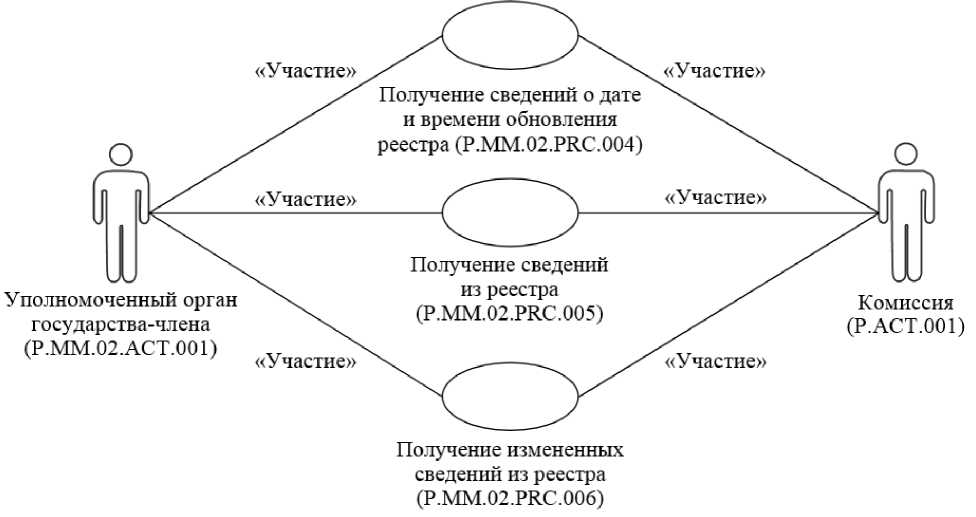 «Участие»
«Участие»
Получение сведений о дате
и времени обновления
реестра (P.MM.02.PRC.004)
«Участие»
«Участие»
Получение сведений
из реестра
(P.MM.02.PRC.005)
Уполномоченный орган
государства-члена
(P.MM.02.ACT.001)
Комиссия
(P.ACT.001)
«Участие»
«Участие»
Получение измененных
сведений из реестра
(P.MM.02.PRC.006)